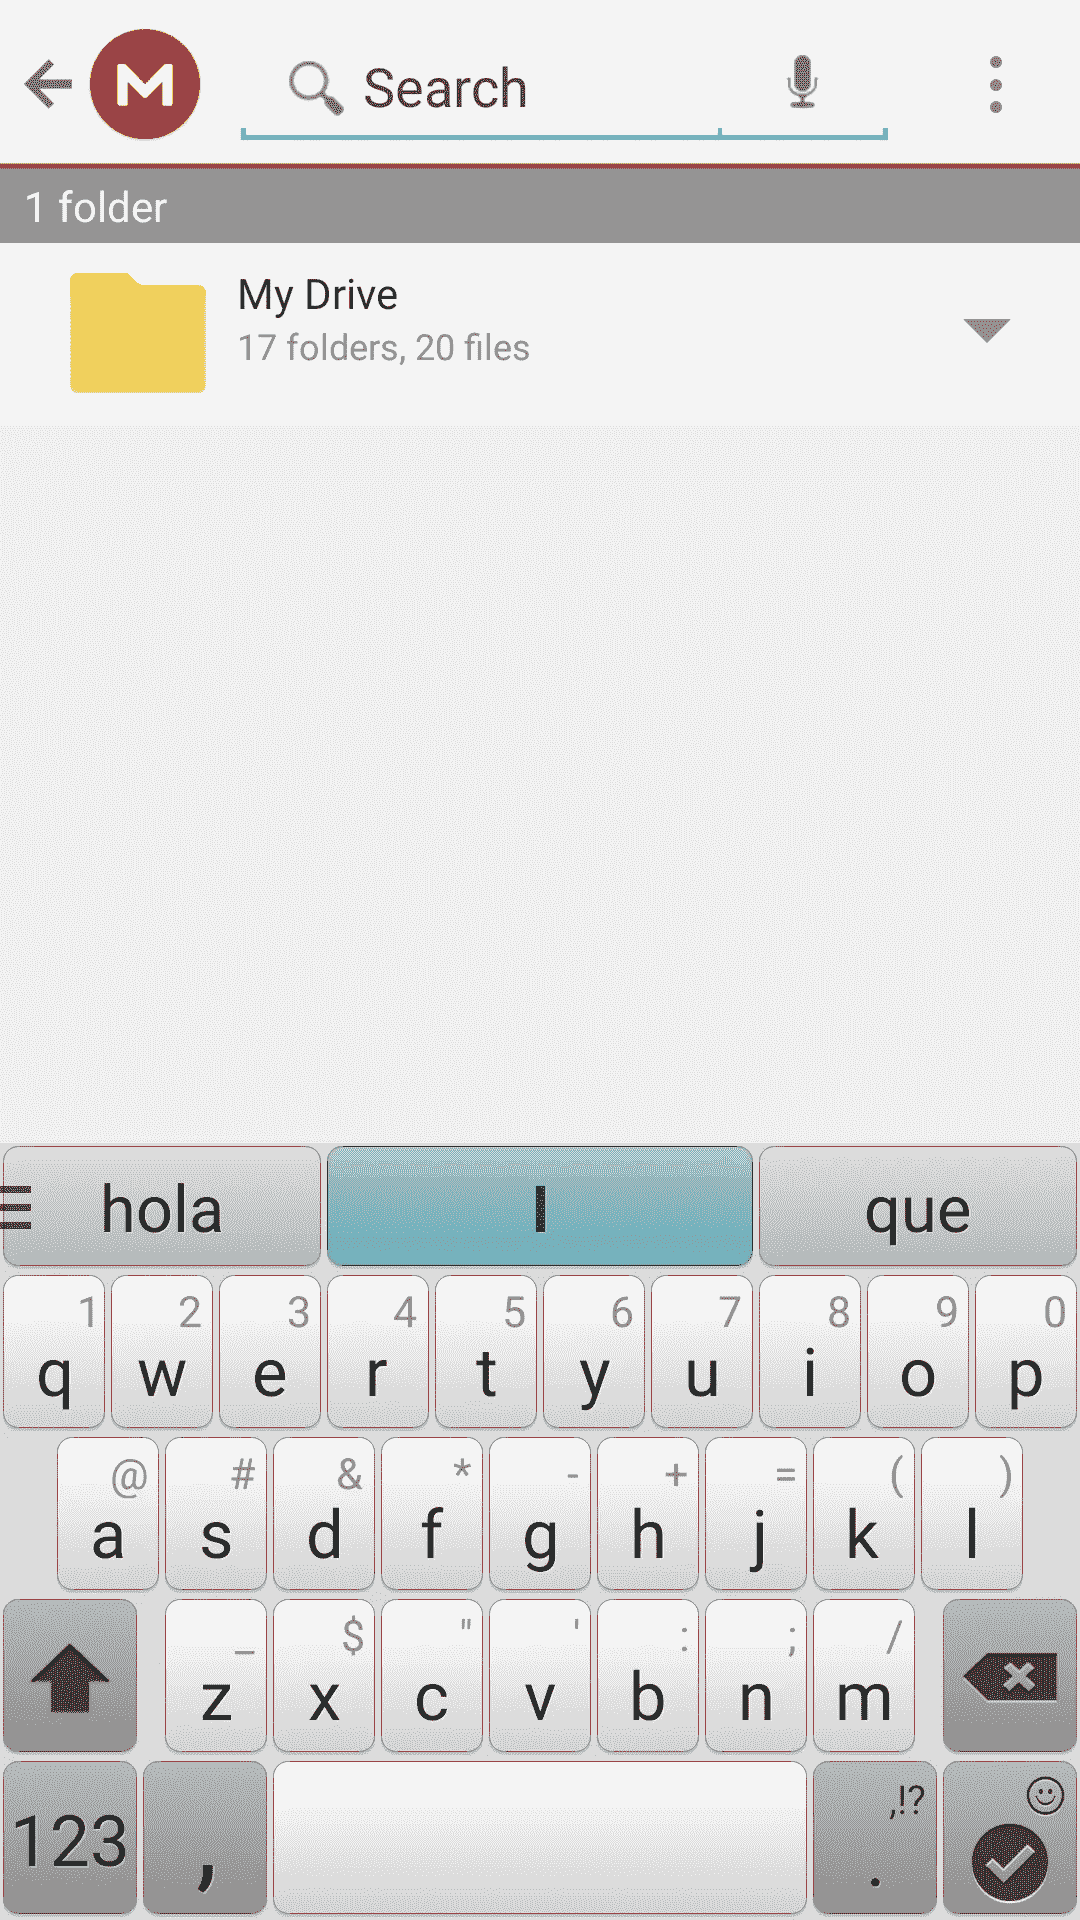 M Search
1 folder
My Drive
17 folders, 20 files
hola I que
1 2 3 4 5 6 7 8 9 0
q w e r t y u i o p
@ # & * - + = ( )
a s d f g h j k l
_ $ " ' : ; /
z x c v b n m
,!?
123 , .